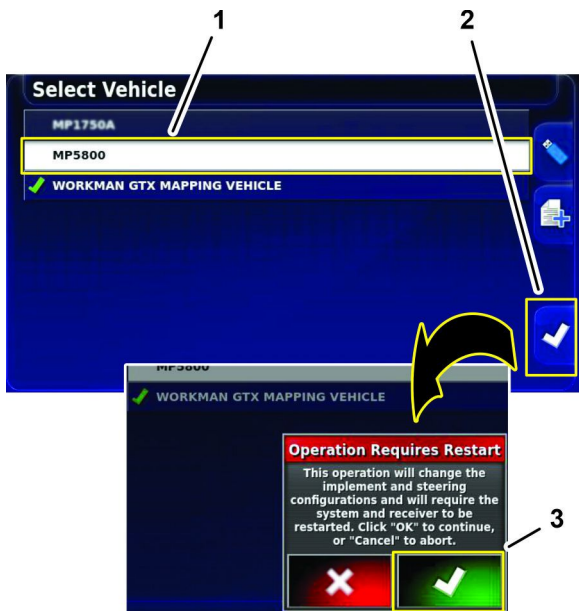 1
2
Select Vehicle
MP1750A
MP5800
WORKMAN GTX MAPPING VEHICLE
MP5800
WORKMAN GTX MAPPING VEHICLE
Operation Requires Restart
This operation will change the
implement and steering
configurations and will require the
system and receiver to be
restarted. Click "OK" to continue,
or "Cancel" to abort.
3